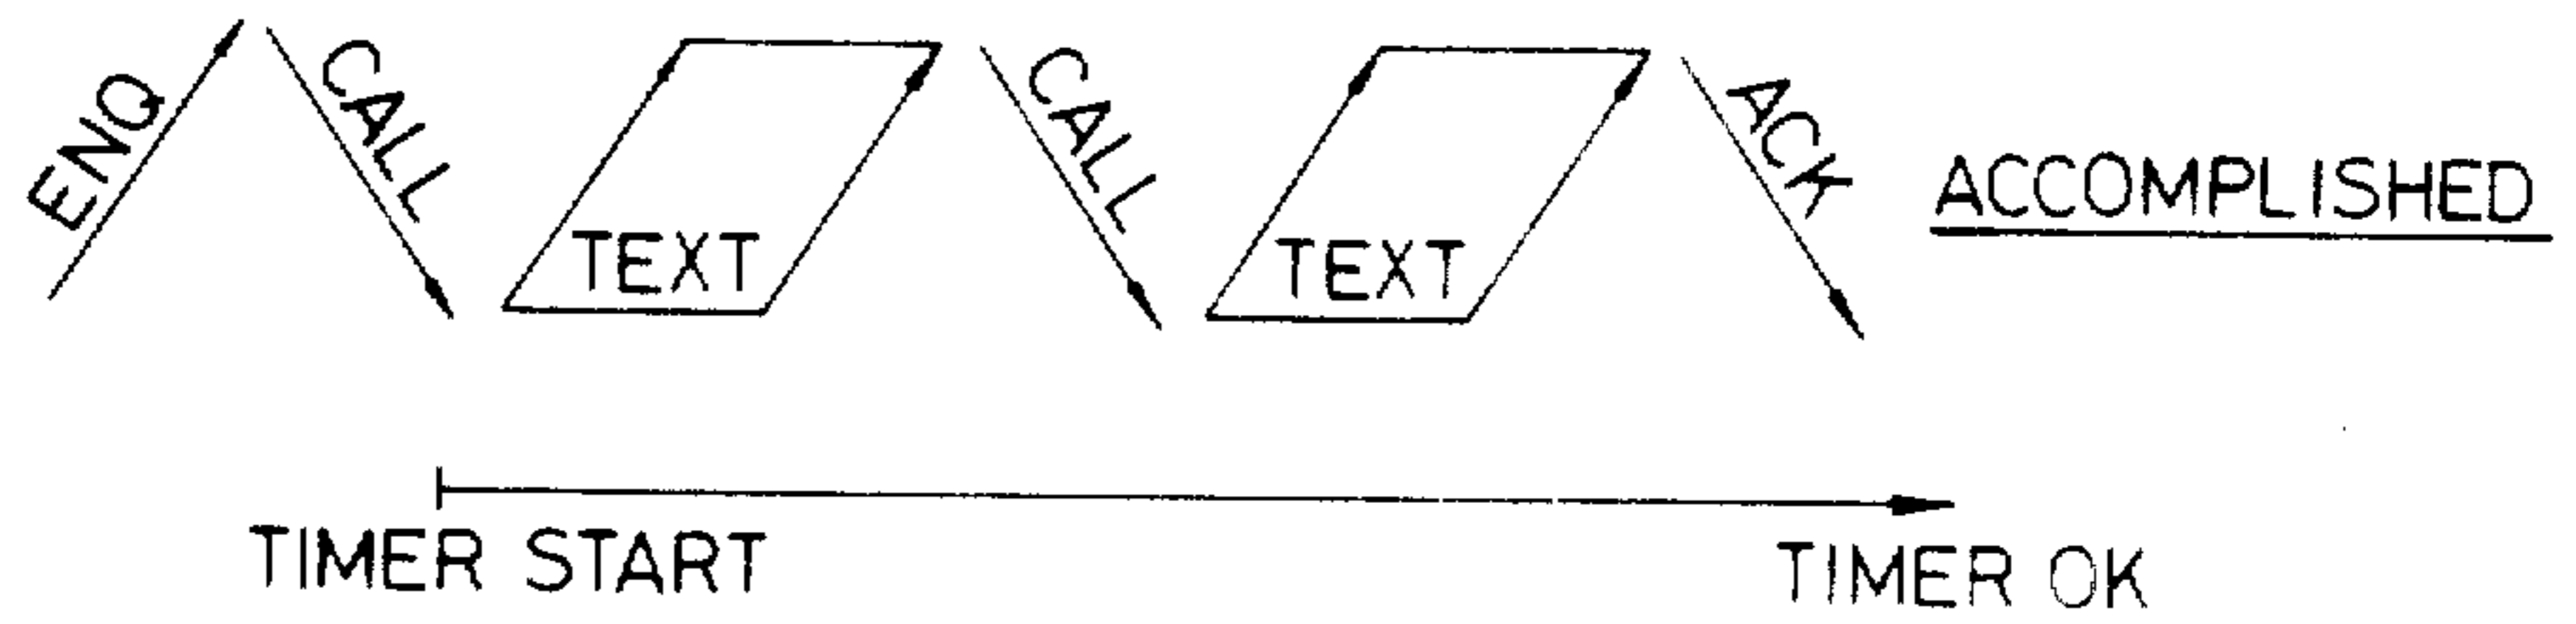 ENQ
CALL
TEXT
CALL
TEXT
ACK
ACCOMPLISHED
TIMER START
TIMER OK